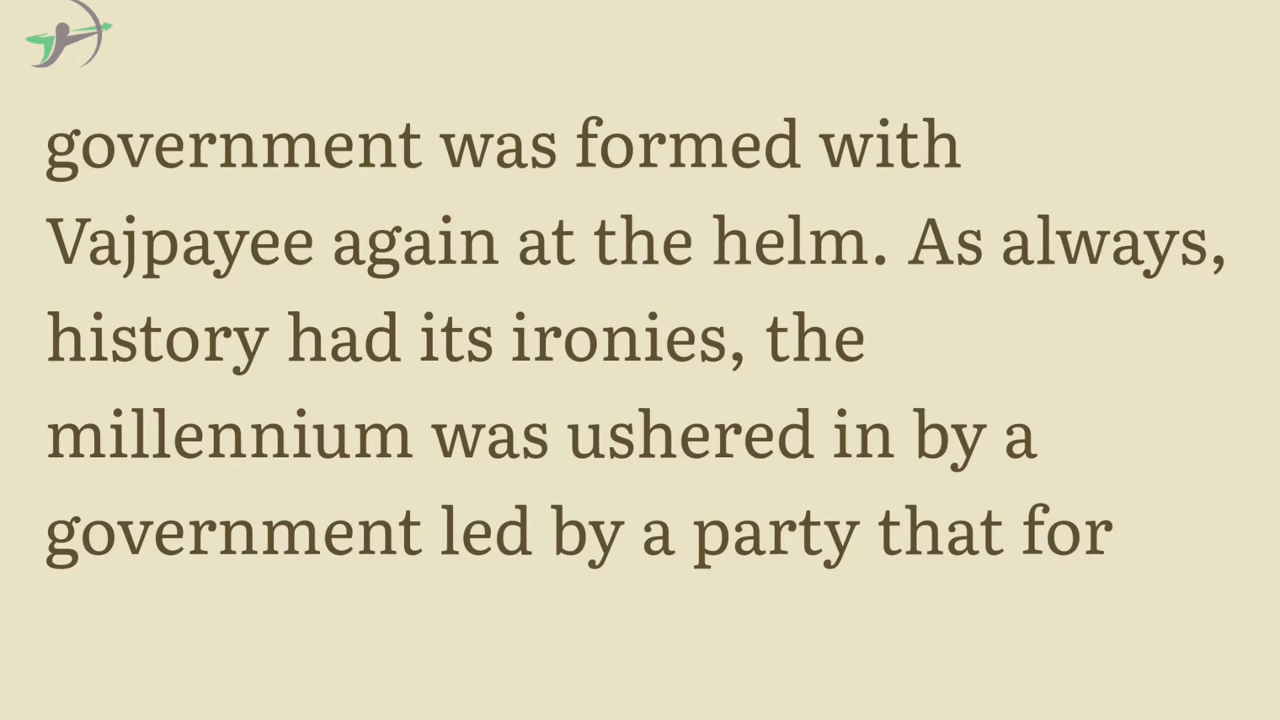 government was formed with
Vajpayee again at the helm. As always,
history had its ironies, the
millennium was ushered in by a
government led by a party that for